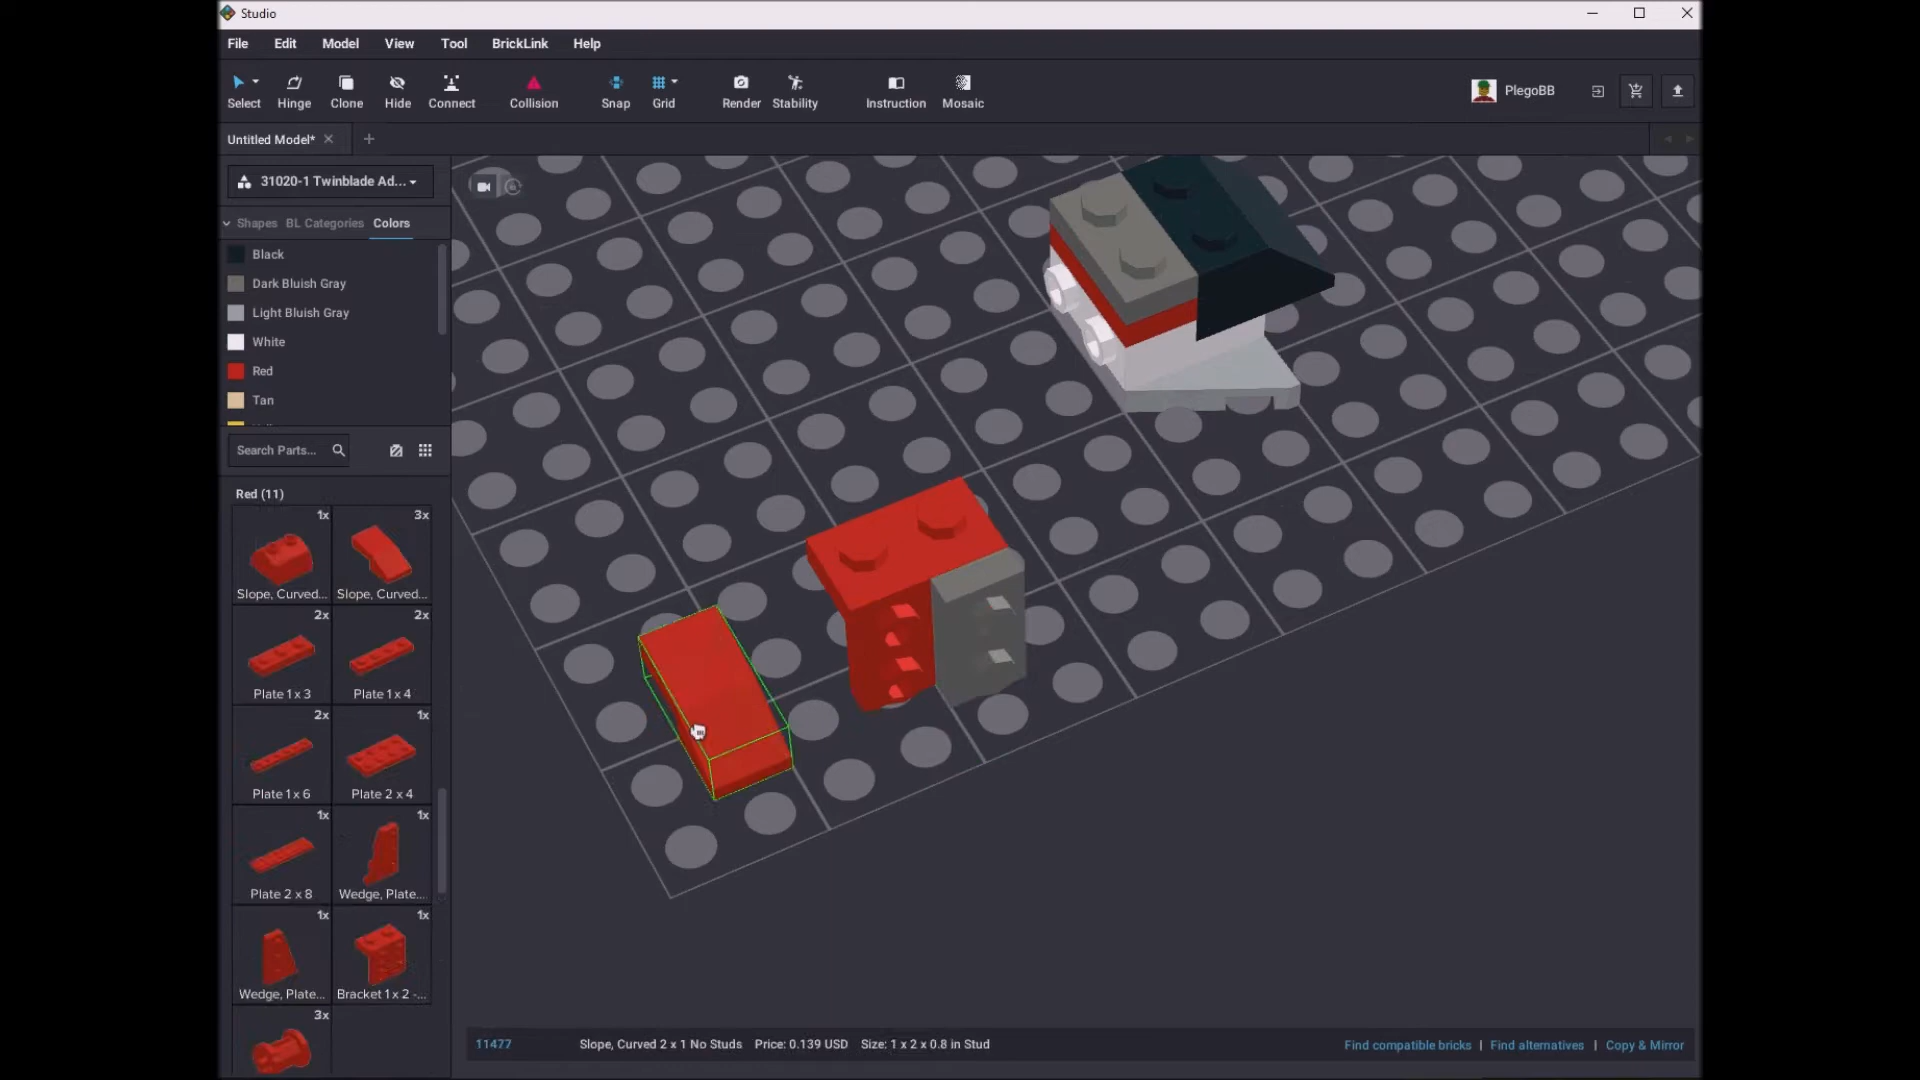 Studio
File Edit Model View Tool BrickLink Help
Select Hinge Clone Hide Connect Collision Snap Grid Render Stability Instruction Mosaic PlegoBB
Untitled Model*
31020-1 Twinblade Ad...
Shapes BL Categories Colors
Black
Dark Bluish Gray
Light Bluish Gray
White
Red
Tan
Search Parts...
Red (11)
1x 3x
Slope, Curved... Slope, Curved...
2x 2x
Plate 1 x 3 Plate 1 x 4
2x 1x
Plate 1 x 6 Plate 2 x 4
1x 1x
Plate 2 x 8 Wedge, Plate....
1x 1x
Wedge, Plate... Bracket 1 x 2 -...
3x
11477 Slope, Curved 2 x 1 No Studs Price: 0.139 USD Size: 1 x 2 x 0.8 in Stud Find compatible bricks | Find alternatives | Copy & Mirror